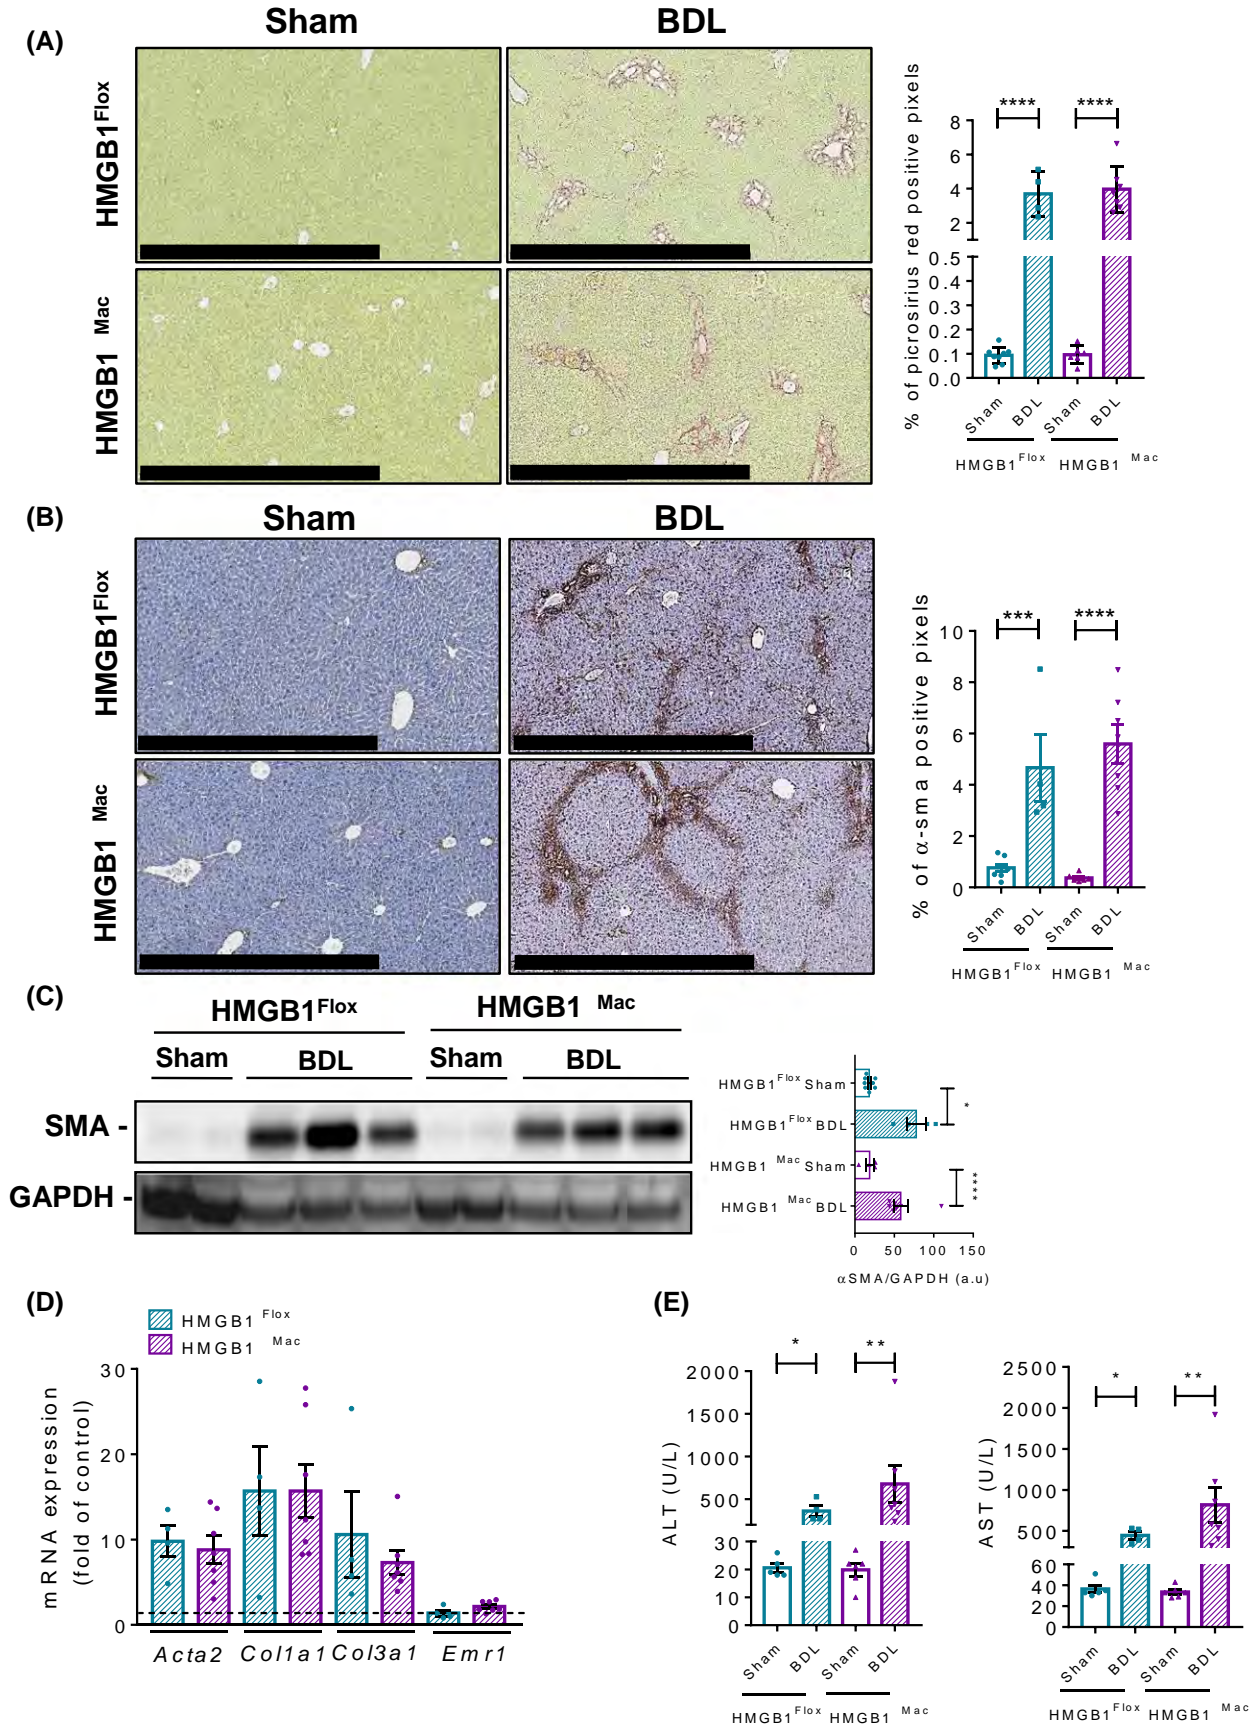 (A)
Sham
BDL
HMGB1Flox
HMGB1 Mac
% of picrosirius red positive pixels
8
6
4
2
0.5
0.4
0.3
0.2
0.1
0.0
****
****
Sham
BDL
Sham
BDL
HMGB1Flox
HMGB1 Mac
(B)
Sham
BDL
HMGB1Flox
HMGB1 Mac
% of α-sma positive pixels
10
8
6
4
2
0
***
****
Sham
BDL
Sham
BDL
HMGB1Flox
HMGB1 Mac
(C)
HMGB1Flox
HMGB1 Mac
Sham
BDL
Sham
BDL
SMA -
GAPDH -
HMGB1Flox Sham
HMGB1Flox BDL
HMGB1 Mac Sham
HMGB1 Mac BDL
*
****
0
50
100
150
αSMA/GAPDH (a.u)
(D)
HMGB1 Flox
HMGB1 Mac
mRNA expression
(fold of control)
30
20
10
0
Acta2
Col1a1
Col3a1
Emr1
(E)
ALT (U/L)
2000
1500
1000
500
30
20
10
0
*
**
Sham
BDL
Sham
BDL
HMGB1Flox
HMGB1 Mac
AST (U/L)
2500
2000
1500
1000
500
60
40
20
0
*
**
Sham
BDL
Sham
BDL
HMGB1Flox
HMGB1 Mac